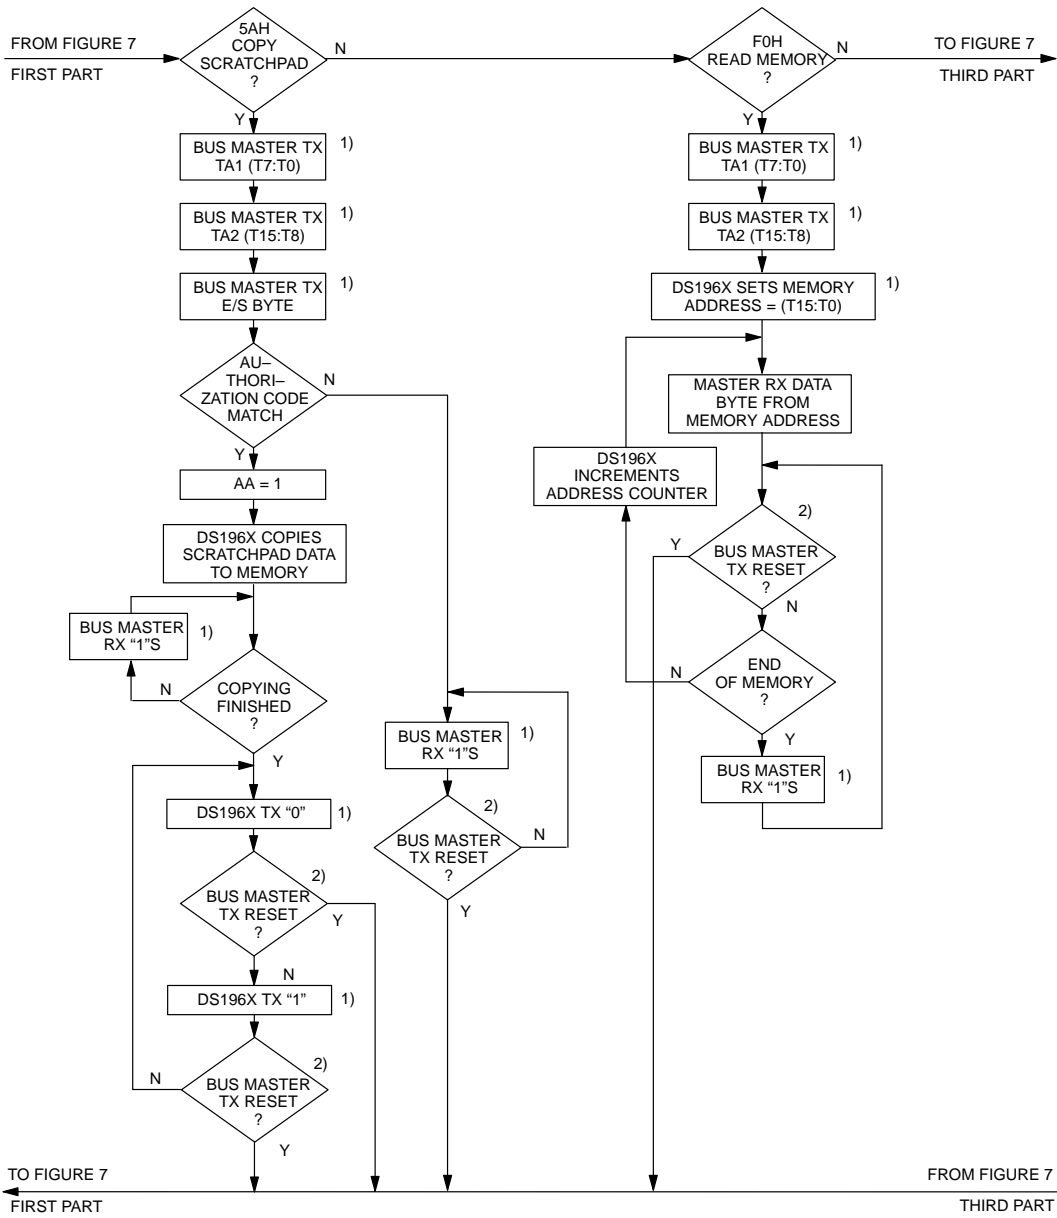 FROM FIGURE 7
FIRST PART
5AH
COPY
SCRATCHPAD
?
N
Y
BUS MASTER TX
TA1 (T7:T0)
1)
BUS MASTER TX
TA2 (T15:T8)
1)
BUS MASTER TX
E/S BYTE
1)
AU–
THORI–
ZATION CODE
MATCH
N
Y
AA = 1
DS196X COPIES
SCRATCHPAD DATA
TO MEMORY
BUS MASTER
RX “1”S
1)
N
COPYING
FINISHED
?
Y
DS196X TX “0”
1)
2)
BUS MASTER
TX RESET
?
Y
N
DS196X TX “1”
1)
2)
BUS MASTER
TX RESET
?
N
Y
BUS MASTER
RX “1”S
1)
2)
BUS MASTER
TX RESET
?
N
Y
F0H
READ MEMORY
?
N
Y
TO FIGURE 7
THIRD PART
BUS MASTER TX
TA1 (T7:T0)
1)
BUS MASTER TX
TA2 (T15:T8)
1)
DS196X SETS MEMORY
ADDRESS = (T15:T0)
1)
MASTER RX DATA
BYTE FROM
MEMORY ADDRESS
DS196X
INCREMENTS
ADDRESS COUNTER
2)
Y
BUS MASTER
TX RESET
?
N
N
END
OF MEMORY
?
Y
BUS MASTER
RX “1”S
1)
TO FIGURE 7
FIRST PART
FROM FIGURE 7
THIRD PART